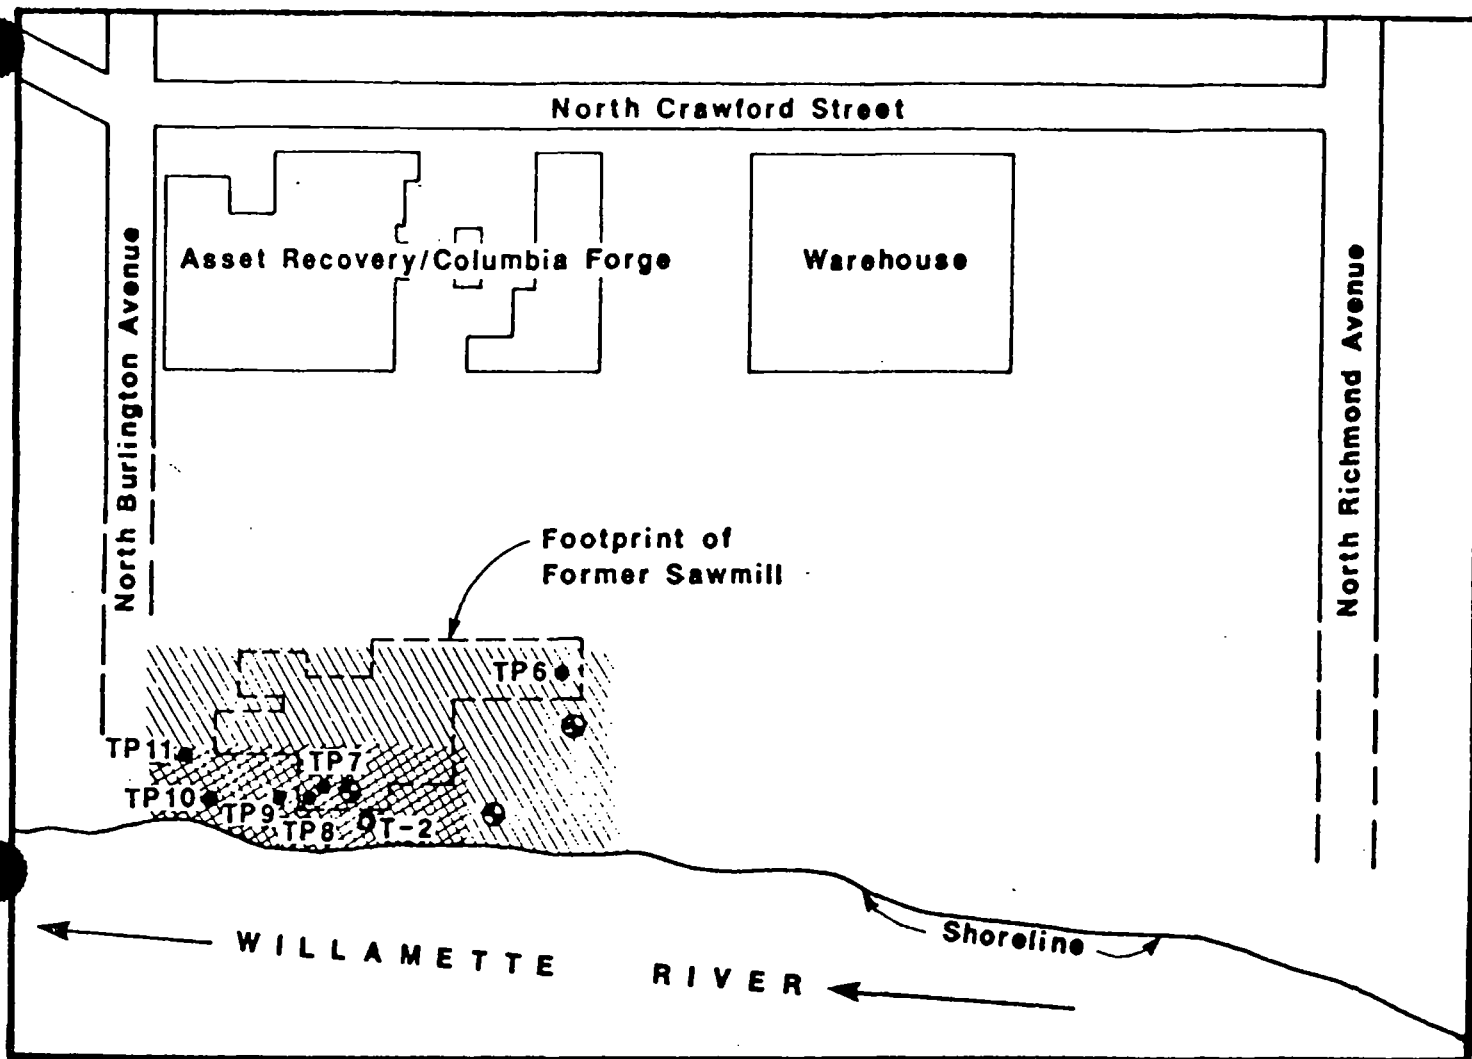 North Crawford Street
Asset Recovery/Columbia Forge
Warehouse
North Burlington Avenue
North Richmond Avenue
Footprint of
Former Sawmill
TP6
TP11
TP7
TP10
TP9
TP8
T-2
Shoreline
WILLAMETTE RIVER